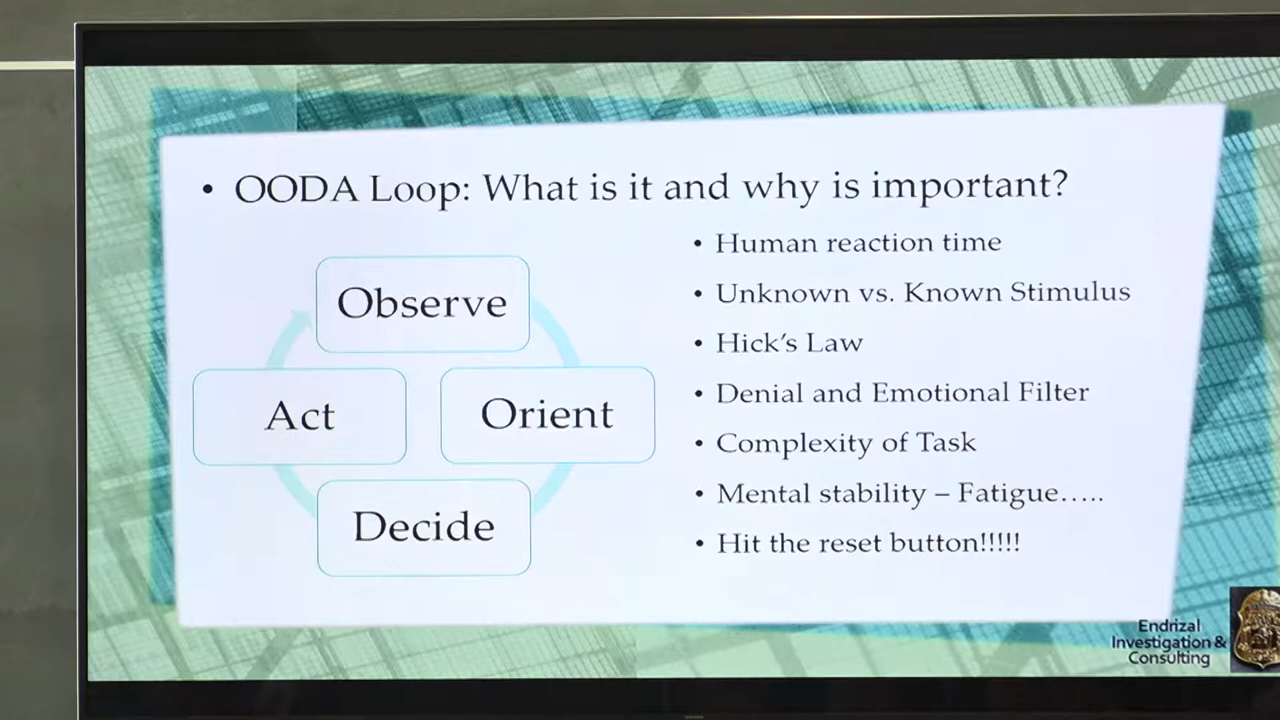 • OODA Loop: What is it and why is important?
Observe
Orient
Decide
Act
• Human reaction time
• Unknown vs. Known Stimulus
• Hick's Law
• Denial and Emotional Filter
• Complexity of Task
• Mental stability – Fatigue…..
• Hit the reset button!!!!!
Endrizal
Investigation &
Consulting